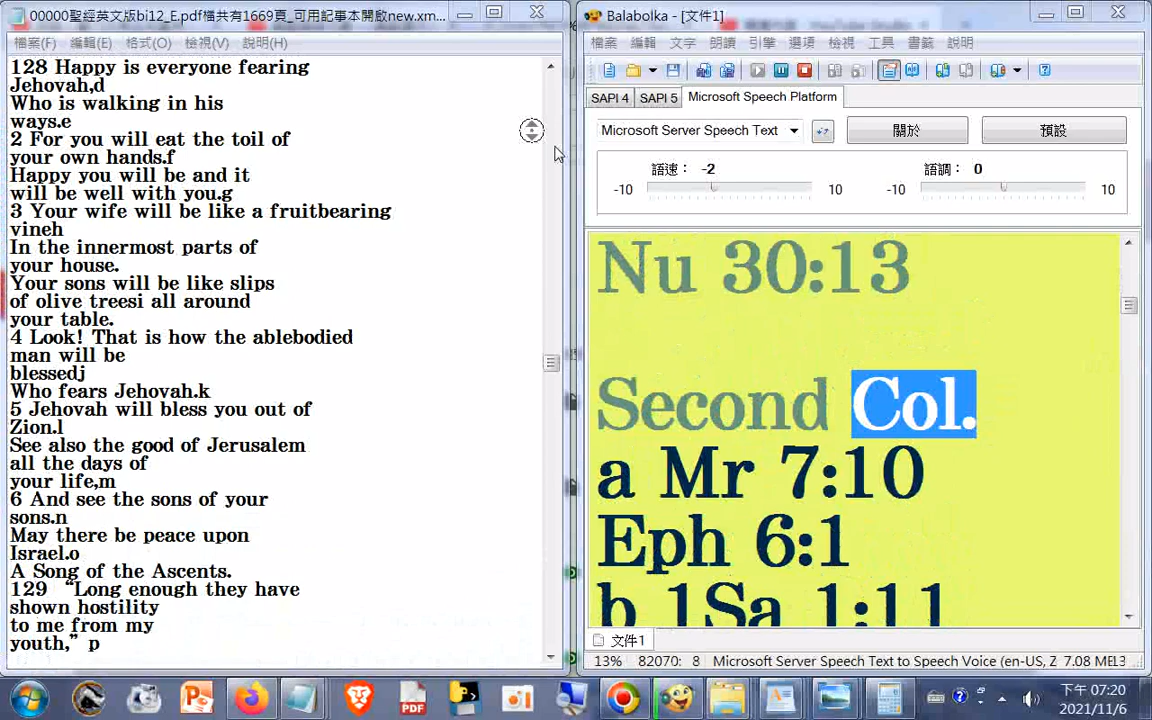 00000聖經英文版bi12_E.pdf檔共有1669頁_可用記事本開啟new.xm...
檔案(F) 編輯(E) 格式(O) 檢視(V) 說明(H)
128 Happy is everyone fearing
Jehovah,d
Who is walking in his
ways.e
2 For you will eat the toil of
your own hands.f
Happy you will be and it
will be well with you.g
3 Your wife will be like a fruitbearing
vineh
In the innermost parts of
your house.
Your sons will be like slips
of olive treesi all around
your table.
4 Look! That is how the ablebodied
man will be
blessedj
Who fears Jehovah.k
5 Jehovah will bless you out of
Zion.l
See also the good of Jerusalem
all the days of
your life,m
6 And see the sons of your
sons.n
May there be peace upon
Israel.o
A Song of the Ascents.
129 “Long enough they have
shown hostility
to me from my
youth,” p
Balabolka - [文件1]
檔案 編輯 文字 朗讀 引擎 選項 檢視 工具 書籤 說明
SAPI 4 SAPI 5 Microsoft Speech Platform
Microsoft Server Speech Text 關於 預設
語速: -2 語調: 0
-10 10 -10 10
Nu 30:13
Second Col.
a Mr 7:10
Eph 6:1
b 1Sa 1:11
文件1
13% 82070: 8 Microsoft Server Speech Text to Speech Voice (en-US, Z 7.08 МЕІЗ
PDF
下午 07:20
2021/11/6